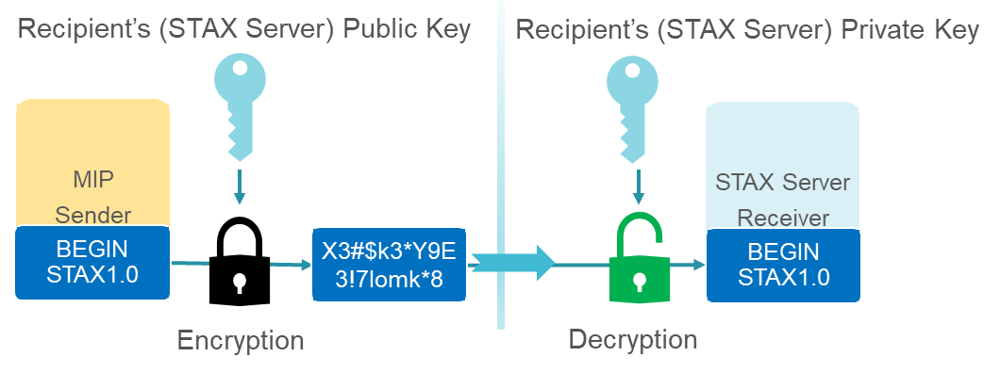 Recipient’s (STAX Server) Public Key
Recipient’s (STAX Server) Private Key
MIP
Sender
BEGIN
STAX1.0
X3#$k3*Y9E
3!7lomk*8
STAX Server
Receiver
BEGIN
STAX1.0
Encryption
Decryption